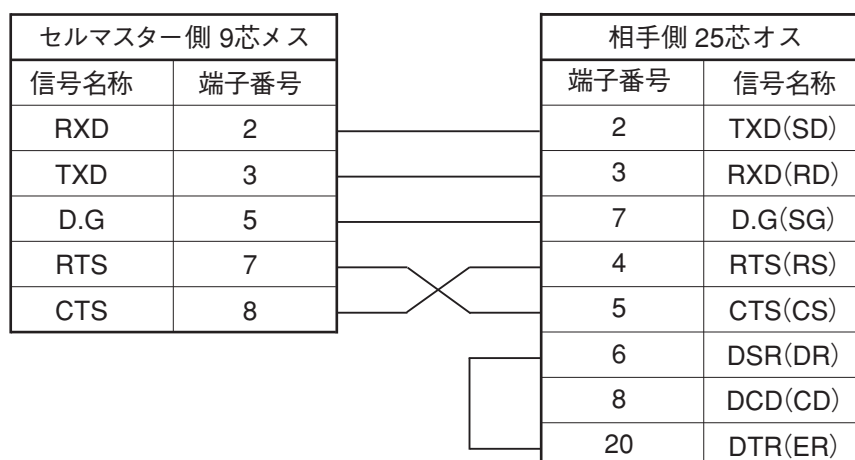 セルマスター側 9芯メス 相手側 25芯オス
信号名称 端子番号 端子番号 信号名称
RXD 2 2 TXD(SD)
TXD 3 3 RXD(RD)
D.G 5 7 D.G(SG)
RTS 7 4 RTS(RS)
CTS 8 5 CTS(CS)
6 DSR(DR)
8 DCD(CD)
20 DTR(ER)